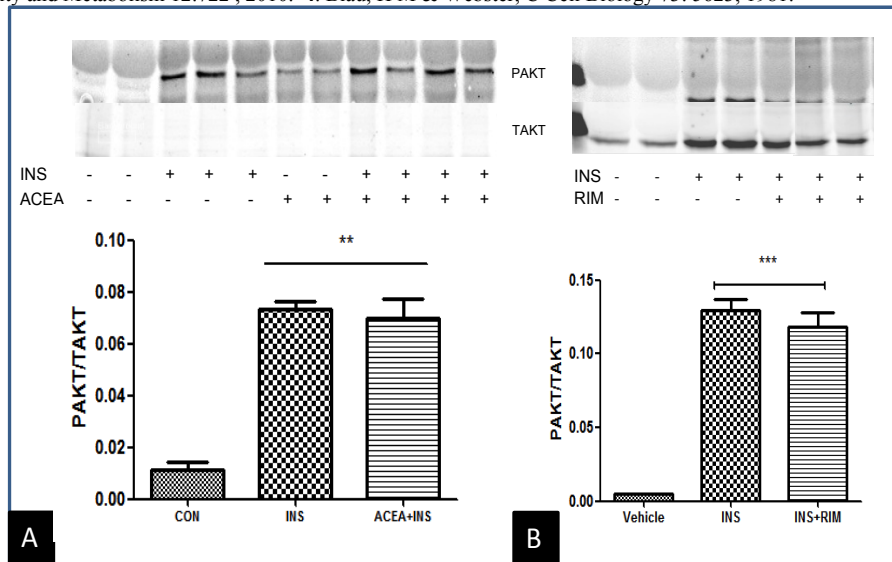 PAKT
TAKT
INS - - + + + - - + + + +
ACEA - - - - - + + + + + +
**
0.10
0.08
0.06
0.04
0.02
0.00
PAKT/TAKT
CON INS ACEA+INS
A
INS - - + + + + +
RIM - - - - + + +
***
0.15
0.10
0.05
0.00
PAKT/TAKT
Vehicle INS INS+RIM
B